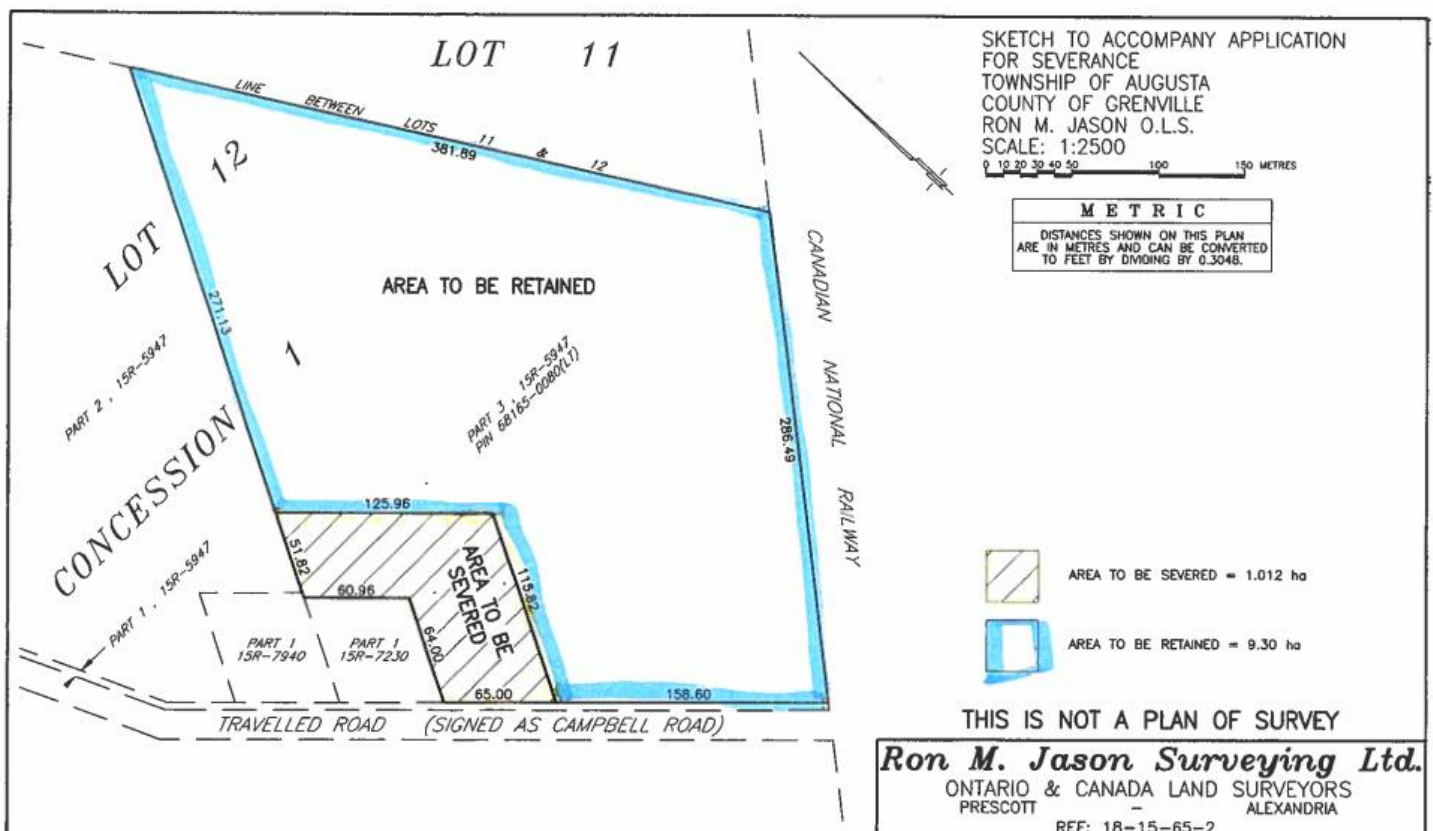 LOT 11
SKETCH TO ACCOMPANY APPLICATION
FOR SEVERANCE
TOWNSHIP OF AUGUSTA
COUNTY OF GRENVILLE
RON M. JASON O.L.S.
SCALE: 1:2500
0 10 20 30 40 50 100 150 METRES
METRIC
DISTANCES SHOWN ON THIS PLAN
ARE IN METRES AND CAN BE CONVERTED
TO FEET BY DIVIDING BY 0.3048.
LINE BETWEEN LOTS 11 & 12
381.89
LOT 12
CONCESSION 1
271.13
AREA TO BE RETAINED
CANADIAN NATIONAL RAILWAY
286.49
PART 2 , 15R-5947
PART 3 , 15R-5947
PIN 68165-0080(LT)
PART 1 , 15R-5947
125.96
51.82
60.96
64.00
AREA TO BE
SEVERED
115.82
PART 1
15R-7940
PART 1
15R-7230
65.00
158.60
TRAVELLED ROAD (SIGNED AS CAMPBELL ROAD)
AREA TO BE SEVERED = 1.012 ha
AREA TO BE RETAINED = 9.30 ha
THIS IS NOT A PLAN OF SURVEY
Ron M. Jason Surveying Ltd.
ONTARIO & CANADA LAND SURVEYORS
PRESCOTT - ALEXANDRIA
REF: 18-15-65-2